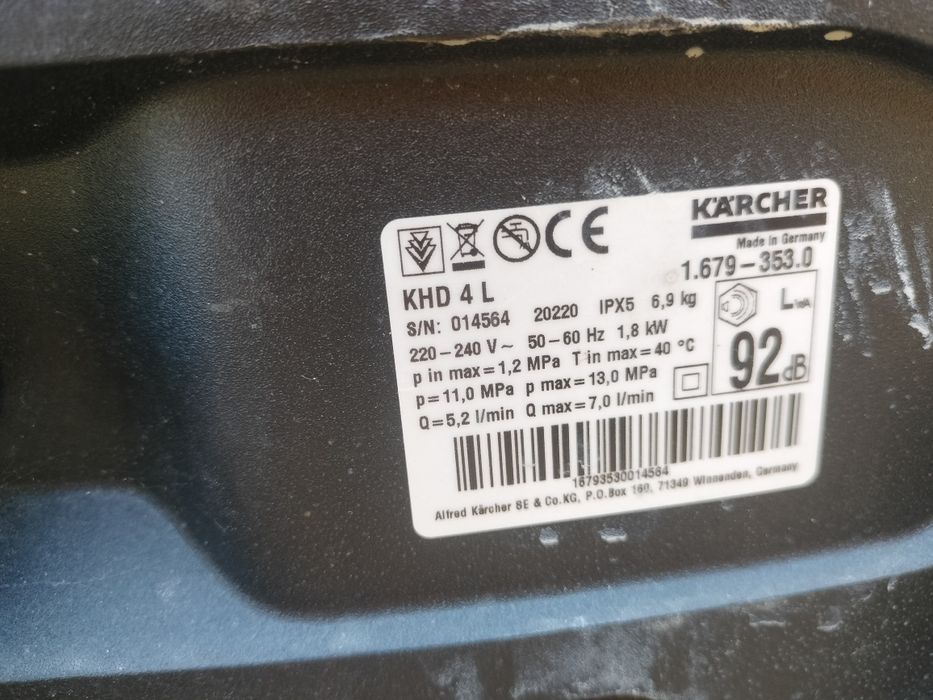 CE
KÄRCHER
Made in Germany
1.679-353.0
KHD 4 L
S/N: 014564 20220 IPX5 6,9 kg
220-240 V~ 50-60 Hz 1,8 kW
p in max=1,2 MPa T in max=40 °C
p=11,0 MPa p max=13,0 MPa
Q=5,2 l/min Q max=7,0 l/min
LWA
92dB
16793530014564
Alfred Kärcher SE & Co.KG, P.O.Box 160, 71349 Winnenden, Germany